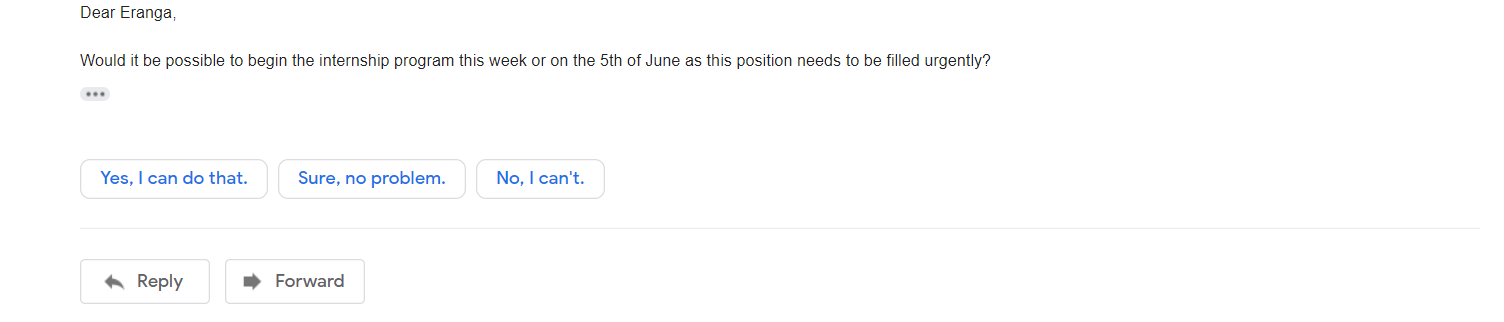 Dear Eranga,
Would it be possible to begin the internship program this week or on the 5th of June as this position needs to be filled urgently?
Yes, I can do that.
Sure, no problem.
No, I can't.
Reply
Forward